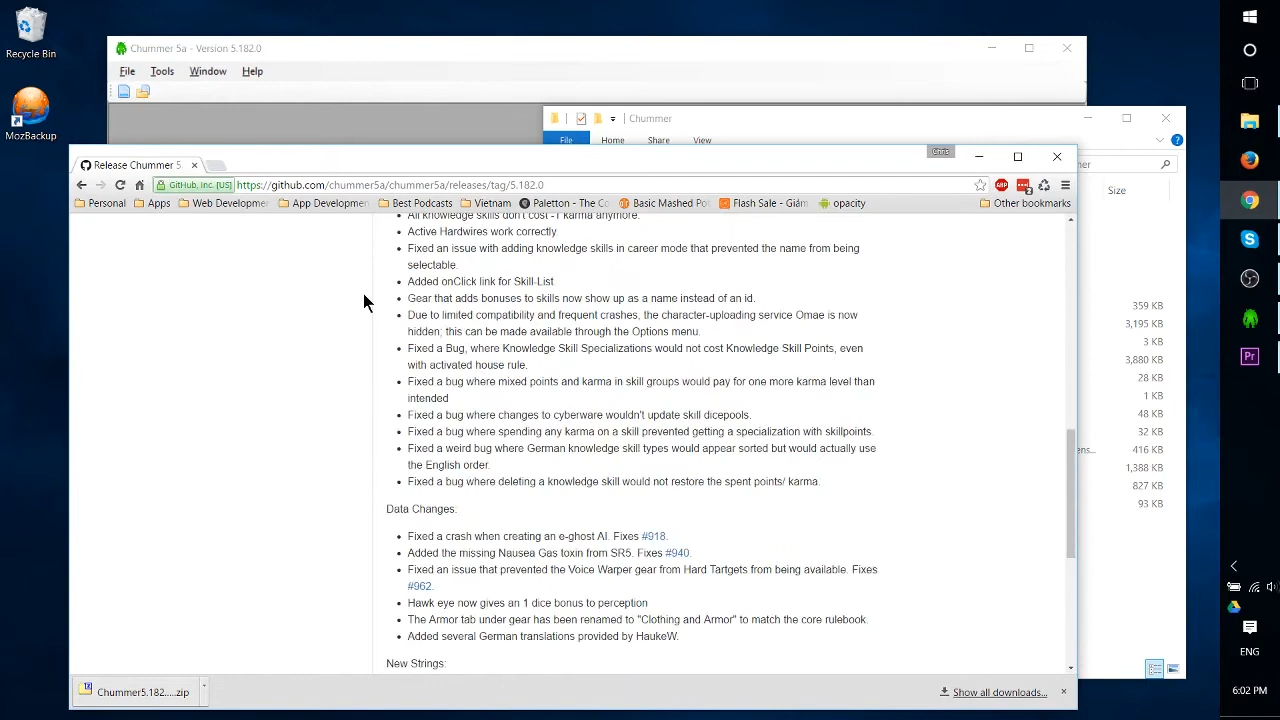 Recycle Bin
MozBackup
Chummer 5a - Version 5.182.0
File Tools Window Help
Chummer
File Home Share View
Chris
Release Chummer 5
GitHub, Inc. [US] https://github.com/chummer5a/chummer5a/releases/tag/5.182.0
Personal Apps Web Developme App Developmen Best Podcasts Vietnam Paletton - The Co Basic Mashed Pot Flash Sale - Giảm opacity Other bookmarks
mer
Size
All knowledge skills don't cost -1 karma anymore.
Active Hardwires work correctly
Fixed an issue with adding knowledge skills in career mode that prevented the name from being
selectable.
Added onClick link for Skill-List
Gear that adds bonuses to skills now show up as a name instead of an id.
Due to limited compatibility and frequent crashes, the character-uploading service Omae is now
hidden; this can be made available through the Options menu.
Fixed a Bug, where Knowledge Skill Specializations would not cost Knowledge Skill Points, even
with activated house rule.
Fixed a bug where mixed points and karma in skill groups would pay for one more karma level than
intended
Fixed a bug where changes to cyberware wouldn't update skill dicepools.
Fixed a bug where spending any karma on a skill prevented getting a specialization with skillpoints.
Fixed a weird bug where German knowledge skill types would appear sorted but would actually use
the English order.
Fixed a bug where deleting a knowledge skill would not restore the spent points/ karma.
Data Changes:
Fixed a crash when creating an e-ghost AI. Fixes #918.
Added the missing Nausea Gas toxin from SR5. Fixes #940.
Fixed an issue that prevented the Voice Warper gear from Hard Tartgets from being available. Fixes
#962.
Hawk eye now gives an 1 dice bonus to perception
The Armor tab under gear has been renamed to "Clothing and Armor" to match the core rulebook.
Added several German translations provided by HaukeW.
New Strings:
359 KB
3,195 KB
3 KB
3,880 KB
28 KB
1 KB
48 KB
32 KB
ens... 416 KB
1,388 KB
827 KB
93 KB
Chummer5.182.....zip
Show all downloads...
Pr
ENG
6:02 PM